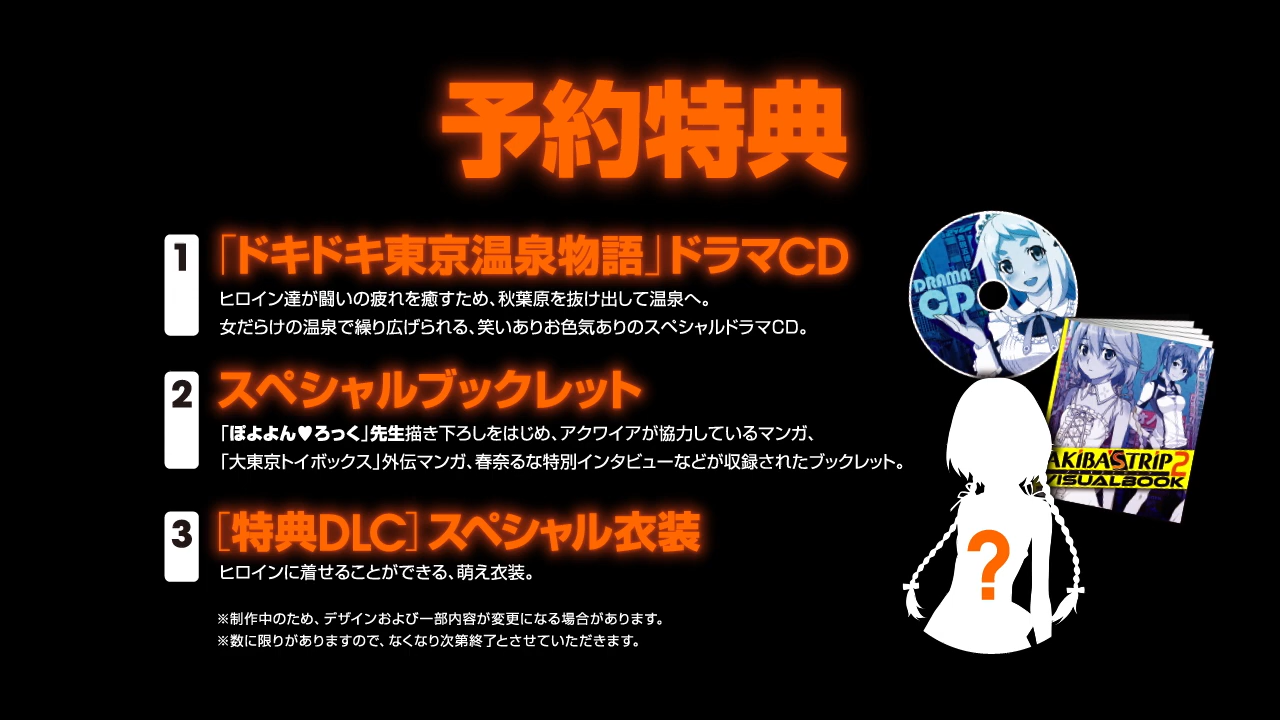 予約特典
1
「ドキドキ東京温泉物語」ドラマCD
ヒロイン達が闘いの疲れを癒すため、秋葉原を抜け出して温泉へ。
女だらけの温泉で繰り広げられる、笑いありお色気ありのスペシャルドラマCD。
2
スペシャルブックレット
「ぽよよん♥ろっく」先生描き下ろしをはじめ、アクワイアが協力しているマンガ、
「大東京トイボックス」外伝マンガ、春奈るな特別インタビューなどが収録されたブックレット。
3
[特典DLC]スペシャル衣装
ヒロインに着せることができる、萌え衣装。
※制作中のため、デザインおよび一部内容が変更になる場合があります。
※数に限りがありますので、なくなり次第終了とさせていただきます。
DRAMA
CD
AKIBA'S TRIP 2
VISUALBOOK
?